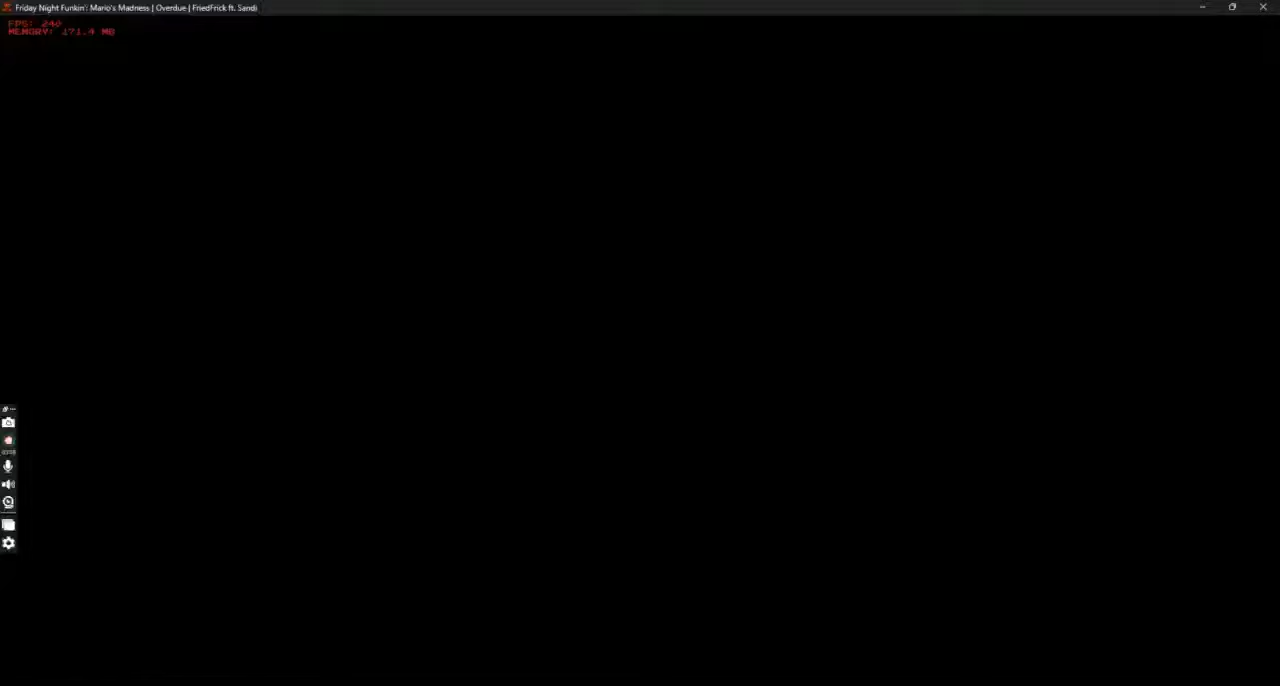 Friday Night Funkin': Mario's Madness | Overdue | FriedFrick ft. Sandi
FPS: 240
MEMORY: 171.4 MB